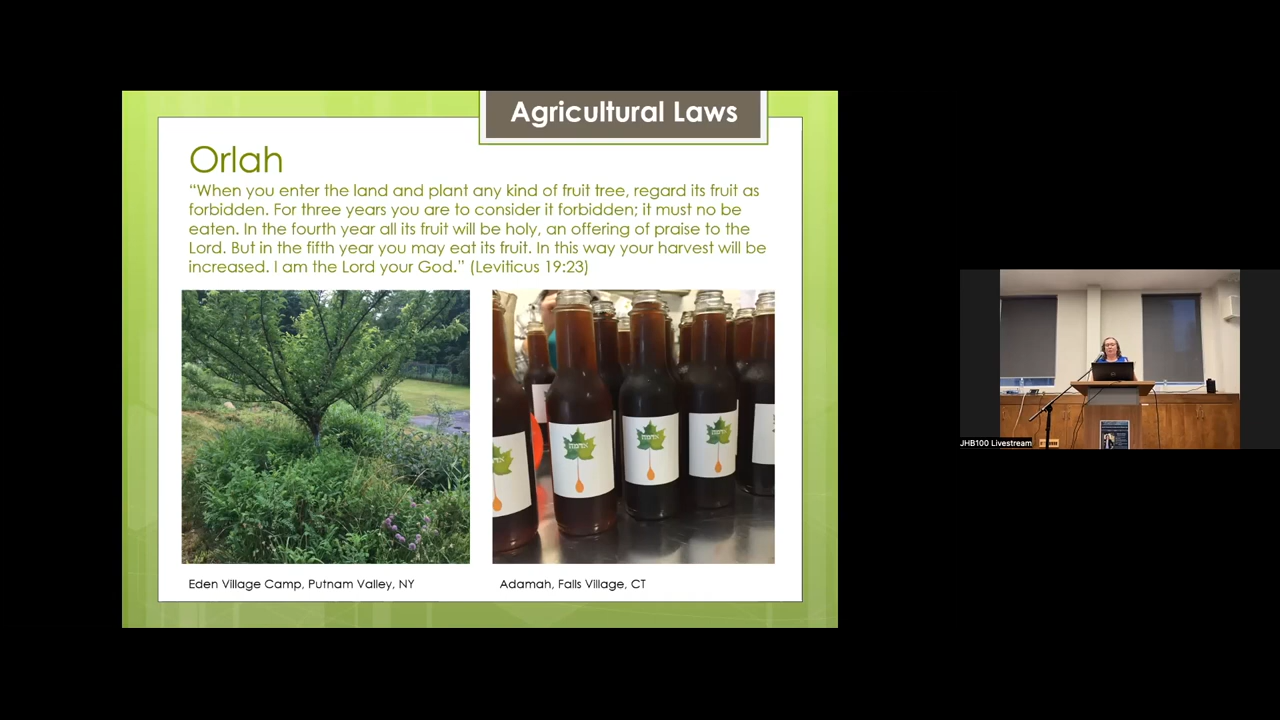 Agricultural Laws
Orlah
“When you enter the land and plant any kind of fruit tree, regard its fruit as
forbidden. For three years you are to consider it forbidden; it must no be
eaten. In the fourth year all its fruit will be holy, an offering of praise to the
Lord. But in the fifth year you may eat its fruit. In this way your harvest will be
increased. I am the Lord your God.” (Leviticus 19:23)
Eden Village Camp, Putnam Valley, NY
Adamah, Falls Village, CT
JHB100 Livestream